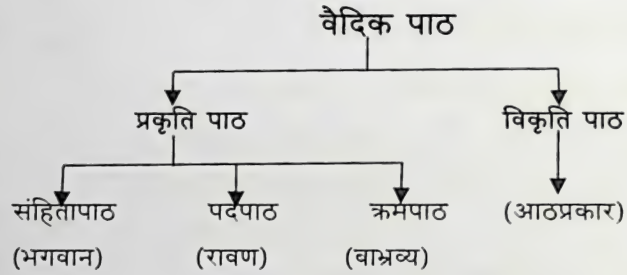 वैदिक पाठ
प्रकृति पाठ विकृति पाठ
संहितापाठ पदपाठ क्रमपाठ (आठप्रकार)
(भगवान) (रावण) (वाभ्रव्य)